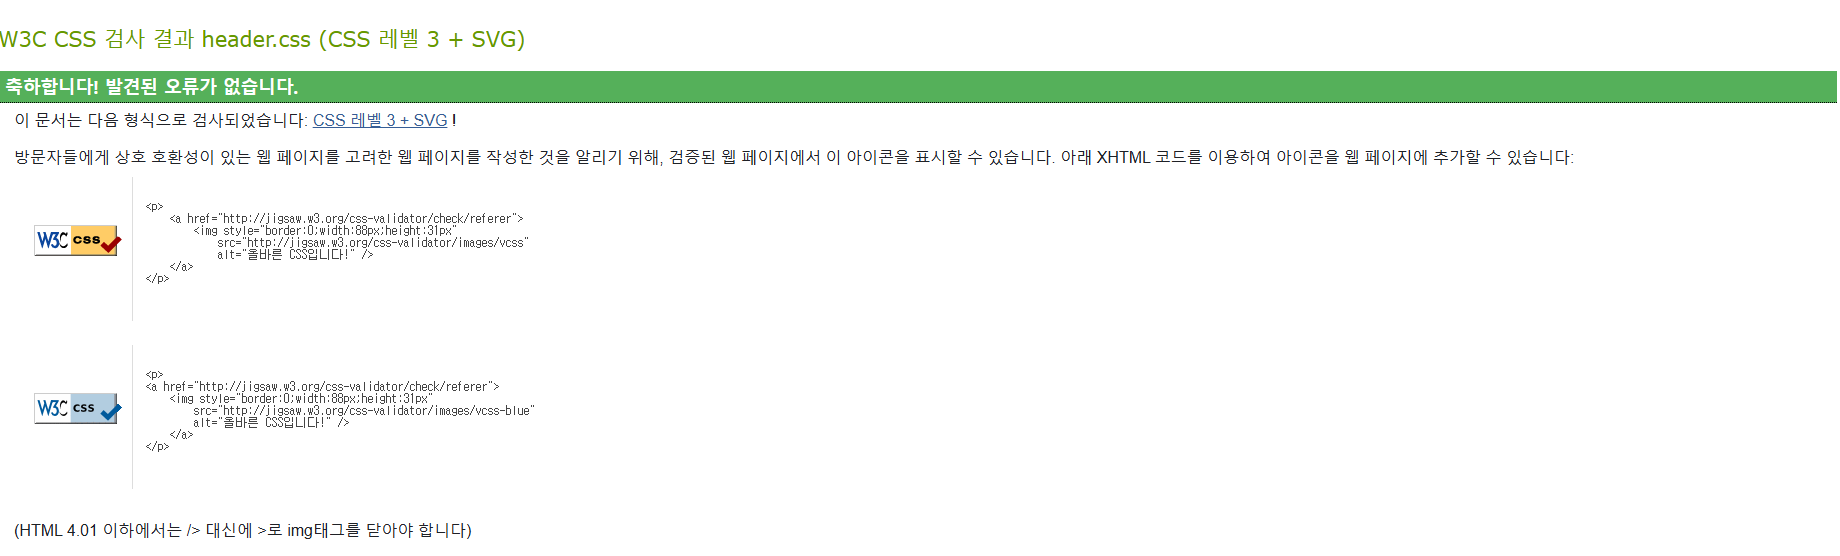 W3C CSS 검사 결과 header.css (CSS 레벨 3 + SVG)
축하합니다! 발견된 오류가 없습니다.
이 문서는 다음 형식으로 검사되었습니다: CSS 레벨 3 + SVG !
방문자들에게 상호 호환성이 있는 웹 페이지를 고려한 웹 페이지를 작성한 것을 알리기 위해, 검증된 웹 페이지에서 이 아이콘을 표시할 수 있습니다. 아래 XHTML 코드를 이용하여 아이콘을 웹 페이지에 추가할 수 있습니다:
W3C css
<p>
<a href="http://jigsaw.w3.org/css-validator/check/referer">
<img style="border:0;width:88px;height:31px"
src="http://jigsaw.w3.org/css-validator/images/vcss"
alt="올바른 CSS입니다!" />
</a>
</p>
W3C css
<p>
<a href="http://jigsaw.w3.org/css-validator/check/referer">
<img style="border:0;width:88px;height:31px"
src="http://jigsaw.w3.org/css-validator/images/vcss-blue"
alt="올바른 CSS입니다!" />
</a>
</p>
(HTML 4.01 이하에서는 /> 대신에 >로 img태그를 닫아야 합니다)